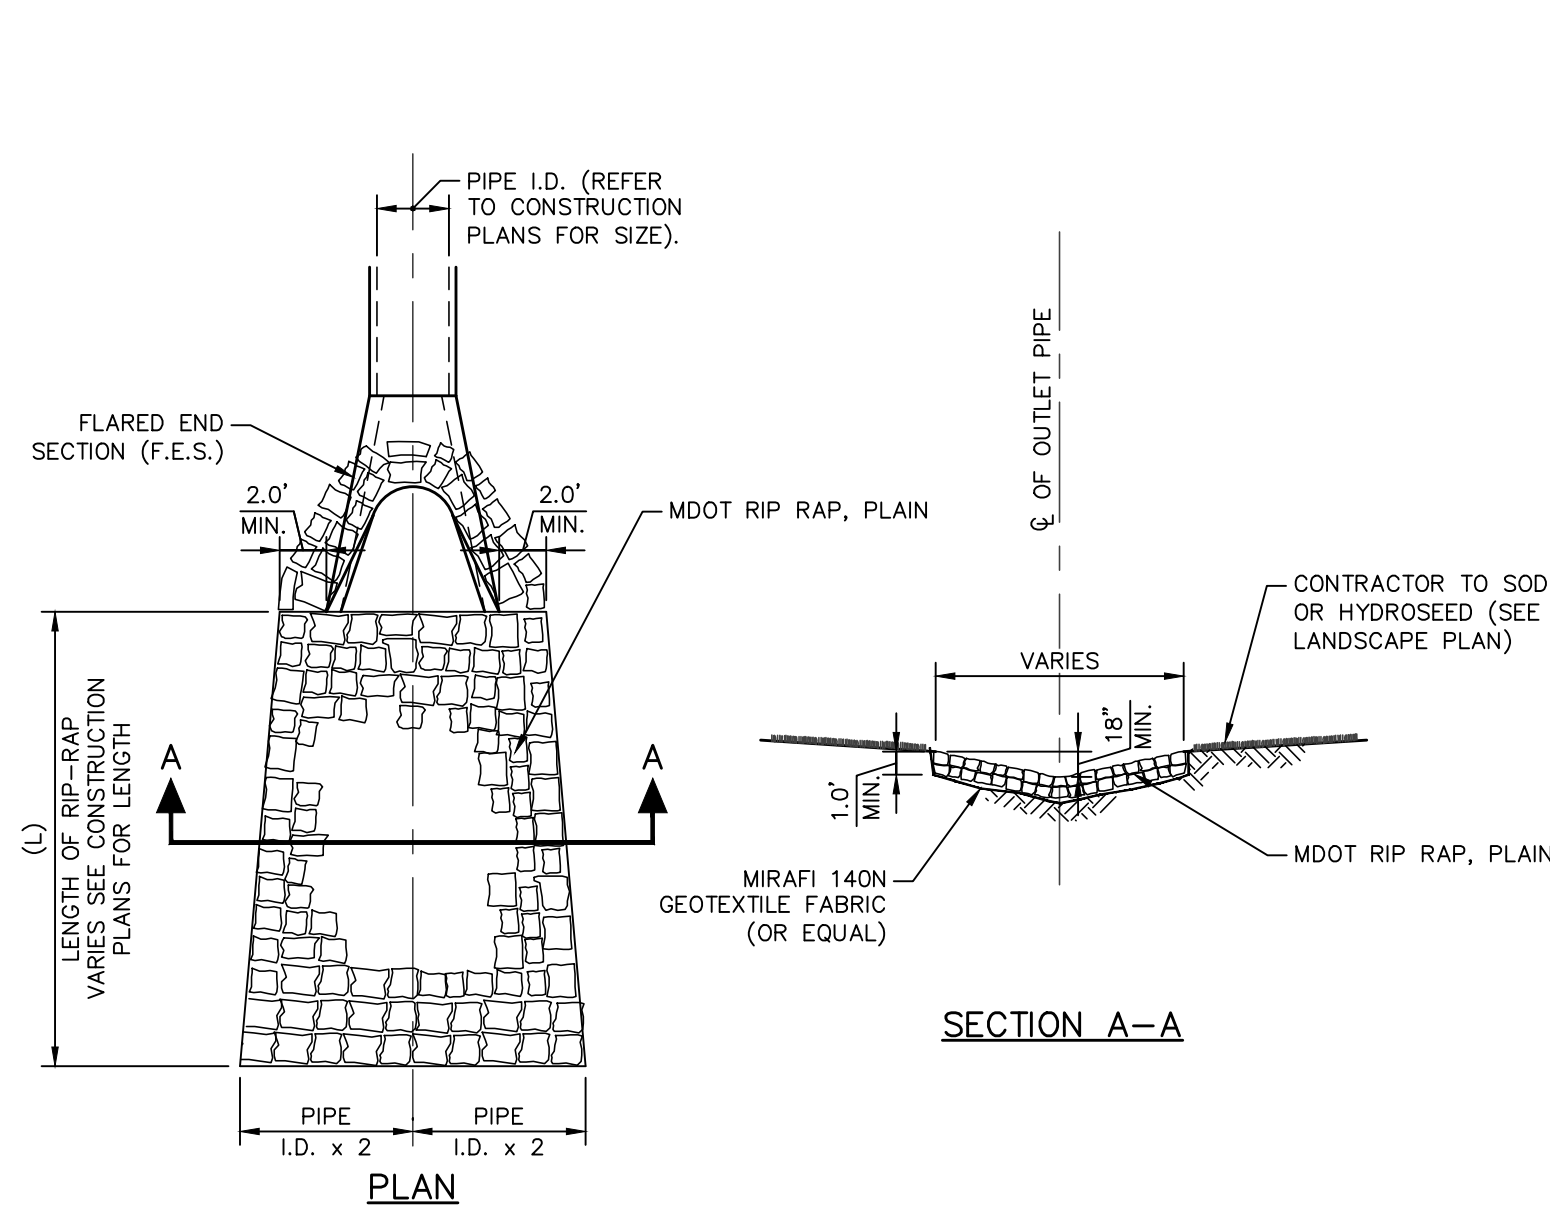 PIPE I.D. (REFER
TO CONSTRUCTION
PLANS FOR SIZE).
FLARED END
SECTION (F.E.S.)
2.0'
MIN.
2.0'
MIN.
MDOT RIP RAP, PLAIN
A
A
(L)
LENGTH OF RIP-RAP
VARIES SEE CONSTRUCTION
PLANS FOR LENGTH
PIPE
I.D. x 2
PIPE
I.D. x 2
PLAN
℄ OF OUTLET PIPE
CONTRACTOR TO SOD
OR HYDROSEED (SEE
LANDSCAPE PLAN)
VARIES
18"
MIN.
1.0'
MIN.
MDOT RIP RAP, PLAIN
MIRAFI 140N
GEOTEXTILE FABRIC
(OR EQUAL)
SECTION A-A